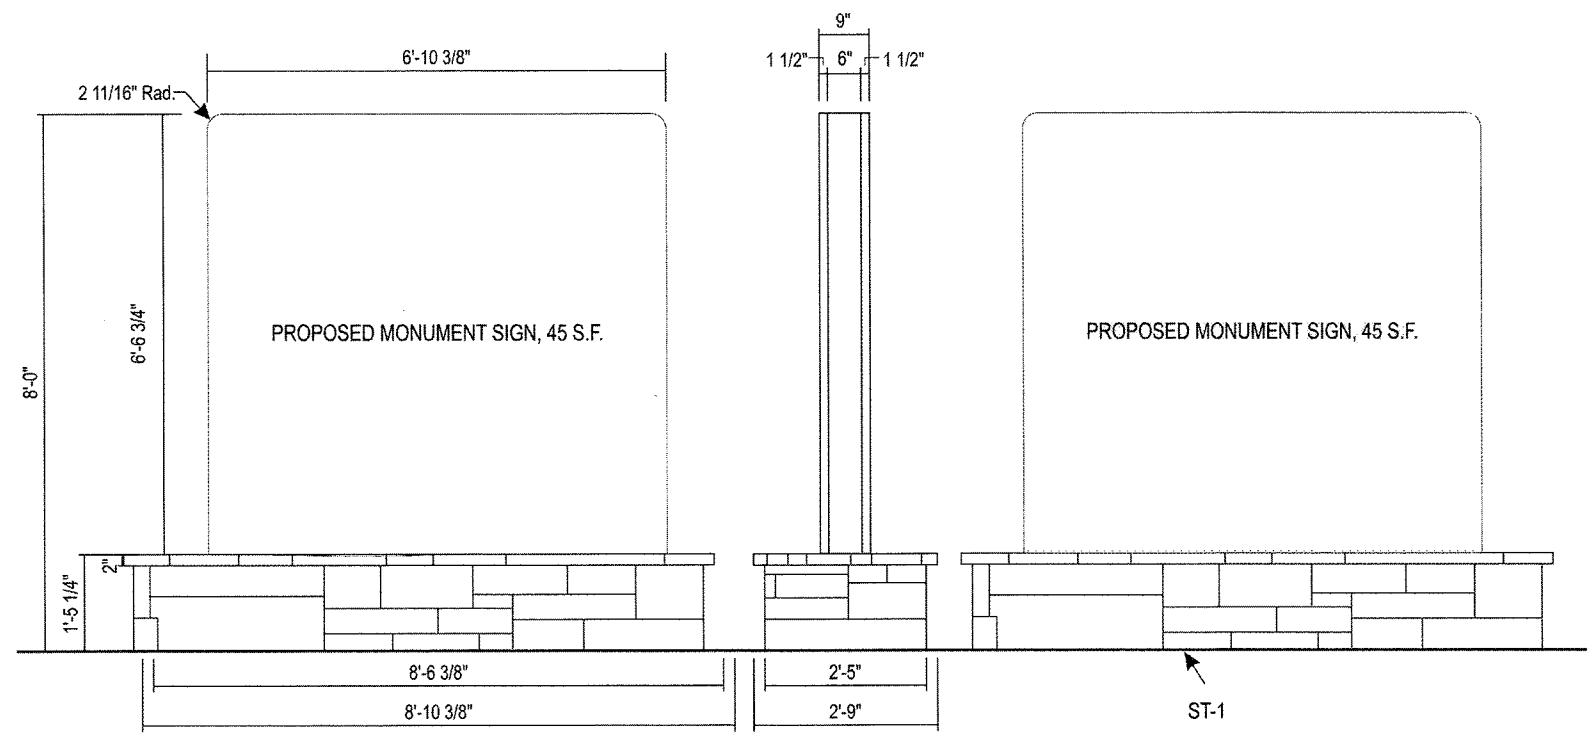 9"
6'-10 3/8"
1 1/2" 6" 1 1/2"
2 11/16" Rad.
6'-6 3/4"
8'-0"
PROPOSED MONUMENT SIGN, 45 S.F.
PROPOSED MONUMENT SIGN, 45 S.F.
2"
1'-5 1/4"
8'-6 3/8"
2'-5"
8'-10 3/8"
2'-9"
ST-1